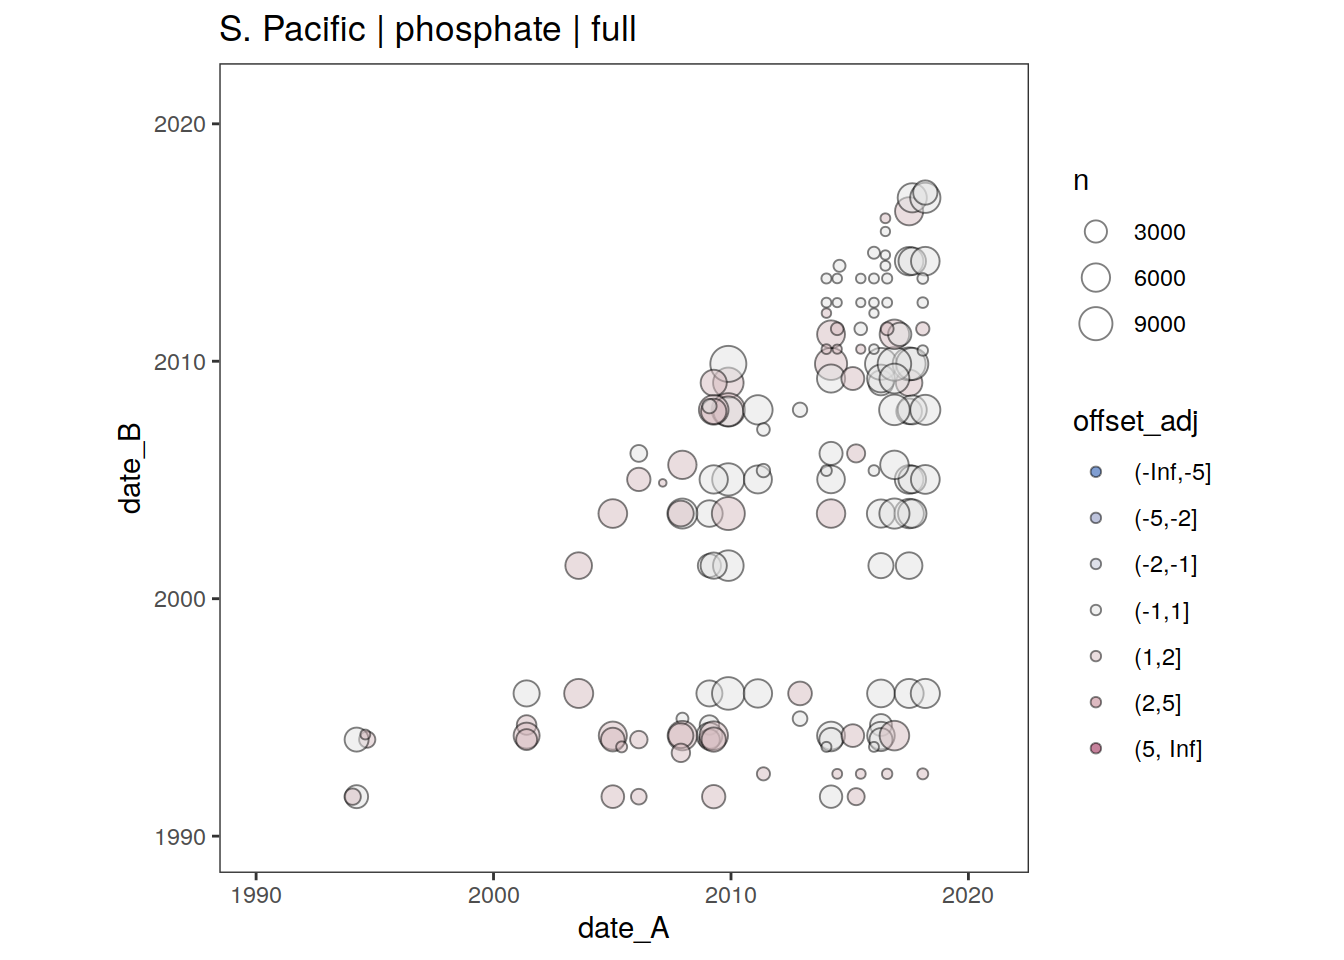 S. Pacific | phosphate | full
date_B
2020
2010
2000
1990
1990 2000 2010 2020
date_A
n
3000
6000
9000
offset_adj
(-Inf,-5]
(-5,-2]
(-2,-1]
(-1,1]
(1,2]
(2,5]
(5, Inf]